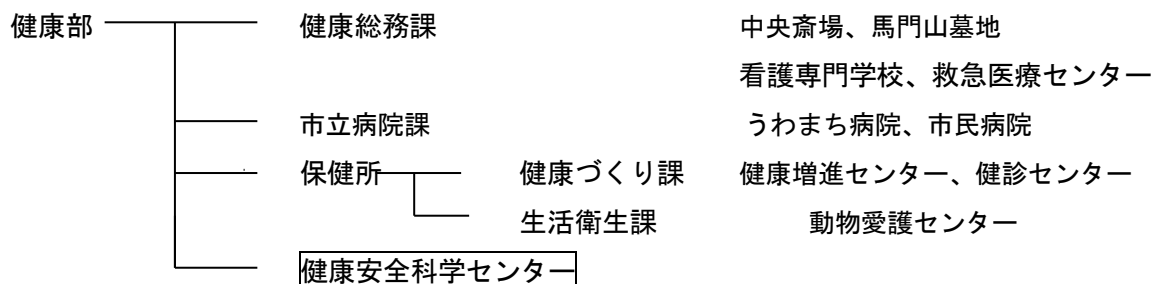 健康部 健康総務課 中央斎場、馬門山墓地
看護専門学校、救急医療センター
市立病院課 うわまち病院、市民病院
保健所 健康づくり課 健康増進センター、健診センター
生活衛生課 動物愛護センター
健康安全科学センター